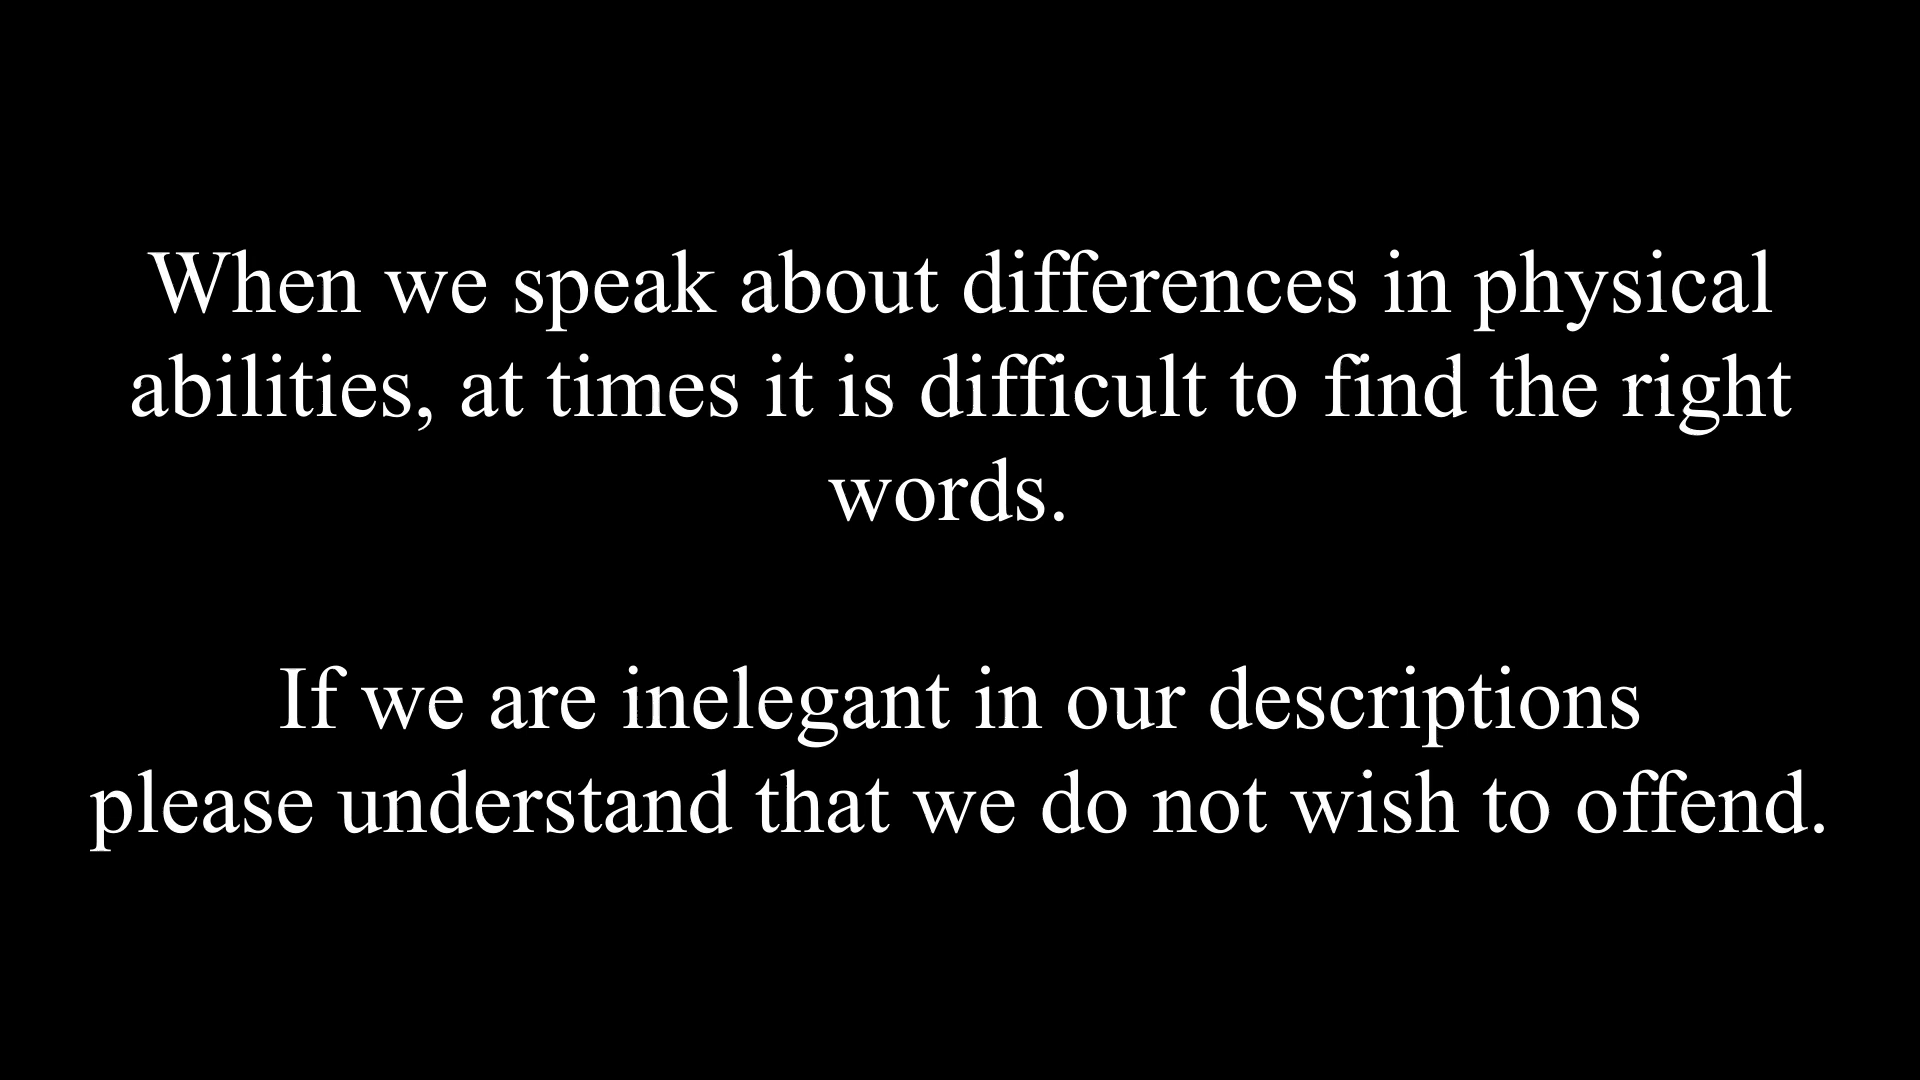 When we speak about differences in physical
abilities, at times it is difficult to find the right
words.
If we are inelegant in our descriptions
please understand that we do not wish to offend.